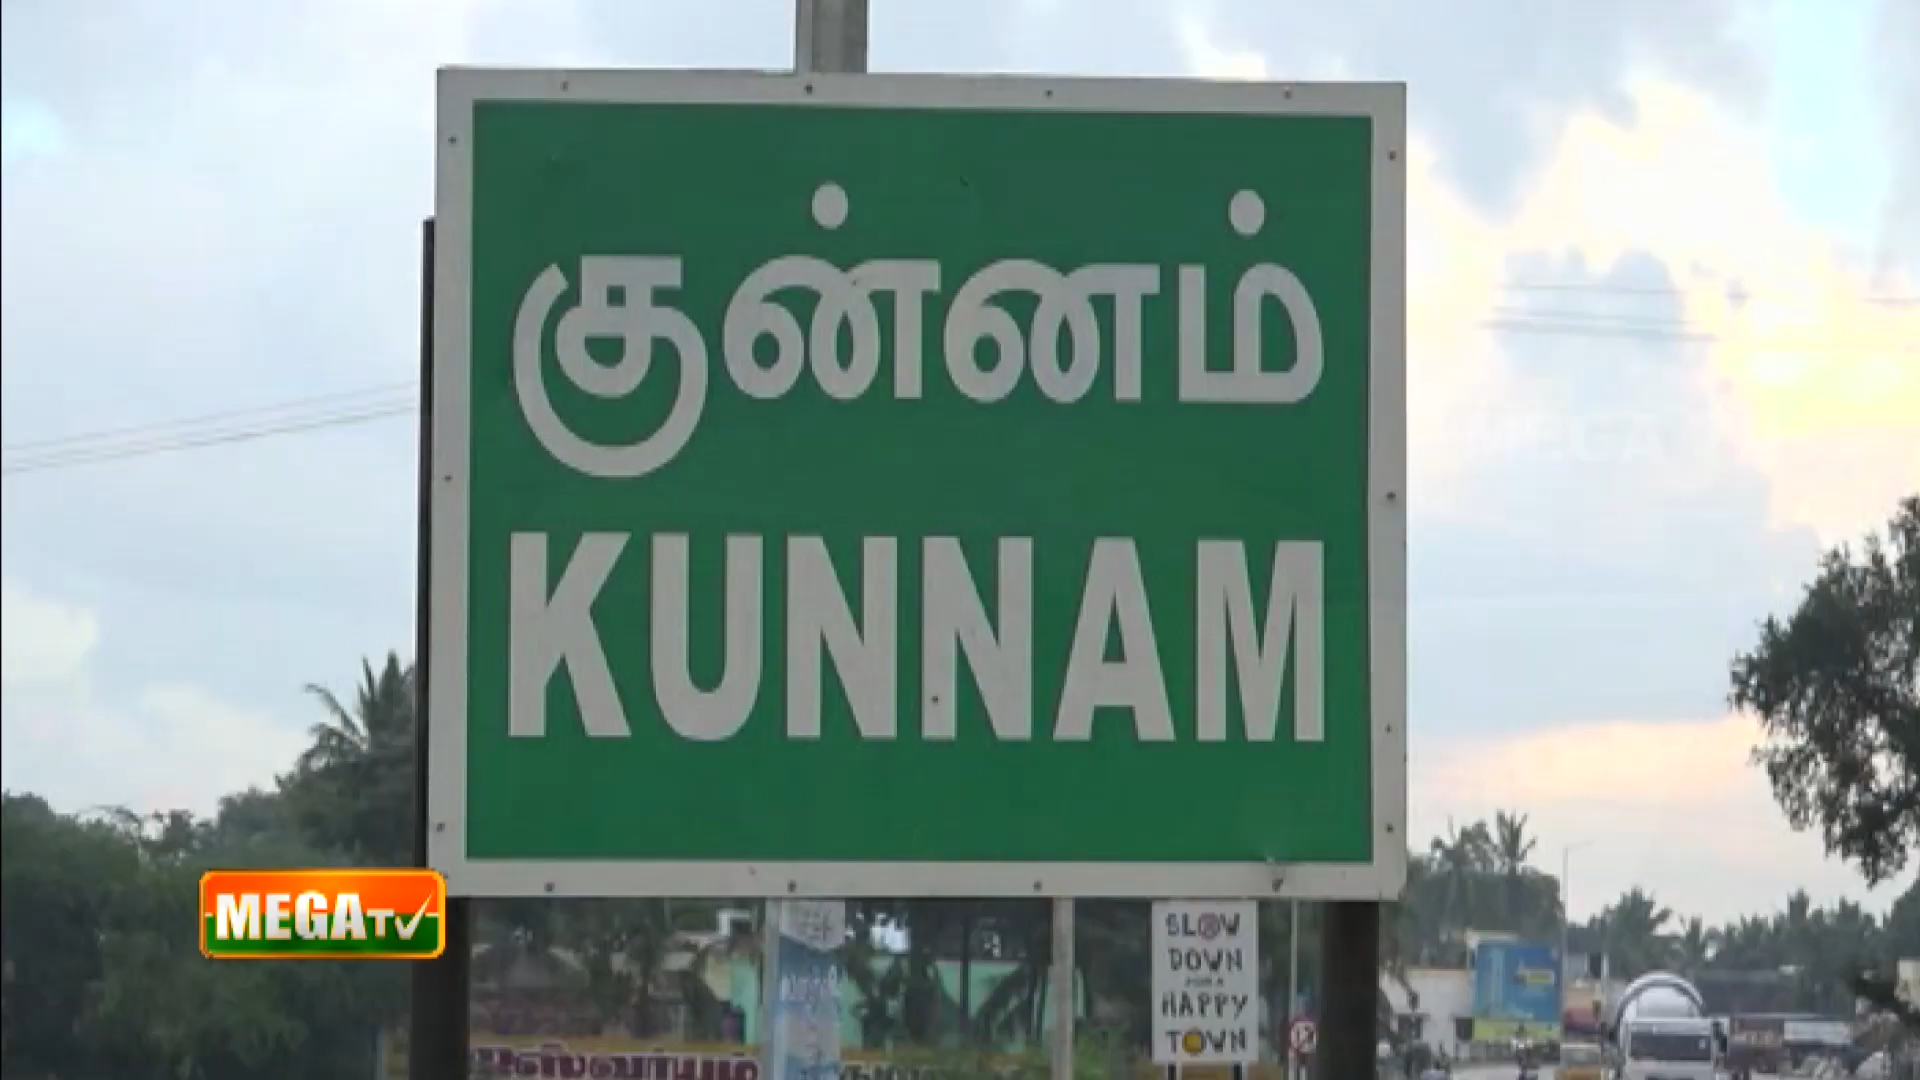 குன்னம்
KUNNAM
MEGA TV
SLOW
DOWN
FOR A
HAPPY
TOWN